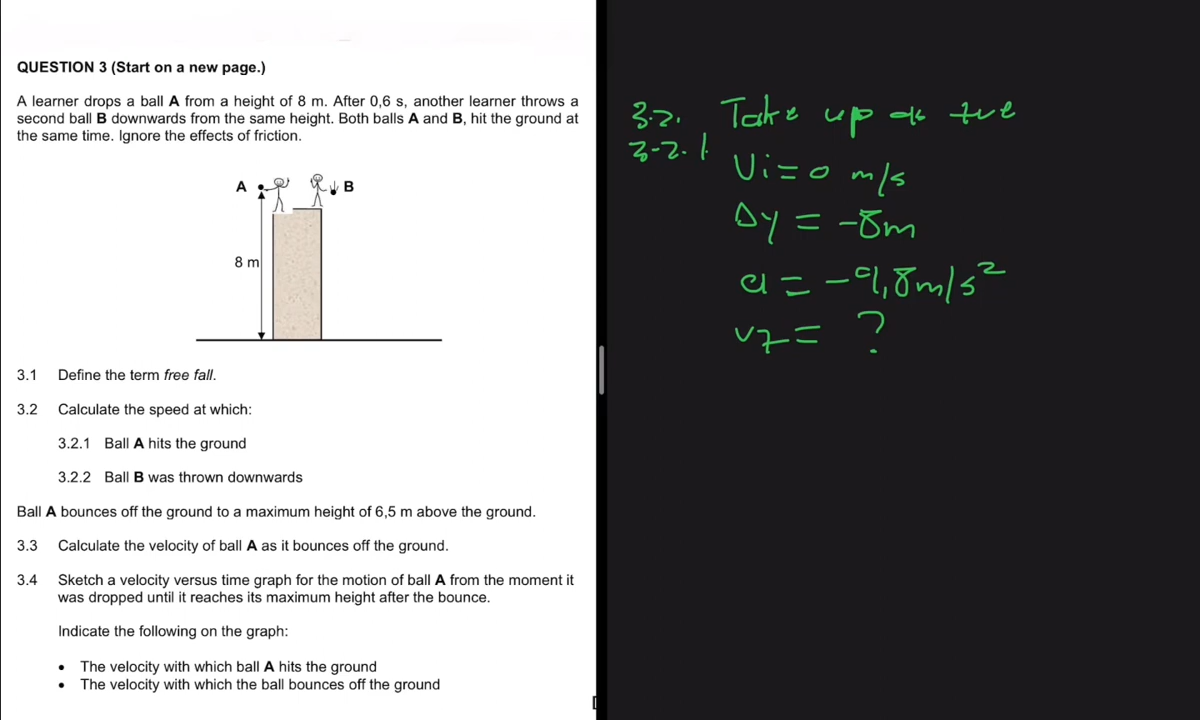 QUESTION 3 (Start on a new page.)
A learner drops a ball A from a height of 8 m. After 0,6 s, another learner throws a
second ball B downwards from the same height. Both balls A and B, hit the ground at
the same time. Ignore the effects of friction.
A B
8 m
3.1 Define the term free fall.
3.2 Calculate the speed at which:
3.2.1 Ball A hits the ground
3.2.2 Ball B was thrown downwards
Ball A bounces off the ground to a maximum height of 6,5 m above the ground.
3.3 Calculate the velocity of ball A as it bounces off the ground.
3.4 Sketch a velocity versus time graph for the motion of ball A from the moment it
was dropped until it reaches its maximum height after the bounce.
Indicate the following on the graph:
• The velocity with which ball A hits the ground
• The velocity with which the ball bounces off the ground
[
3.2. Take up as +ve
3-2.1
Vi = 0 m/s
Δy = -8m
a = -9,8m/s²
vf = ?